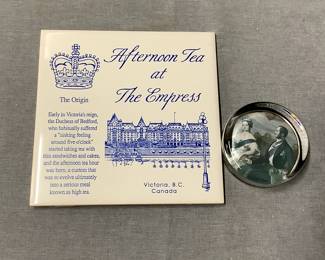 Afternoon Tea
at
The Empress
The Origin
Early in Victoria's reign,
the Duchess of Bedford,
who habitually suffered
a "sinking feeling
around five o'clock"
started taking tea with
thin sandwiches and cakes,
and the afternoon tea hour
was born, a custom that
was to evolve ultimately
into a serious meal
known as high tea.
Victoria, B.C.
Canada